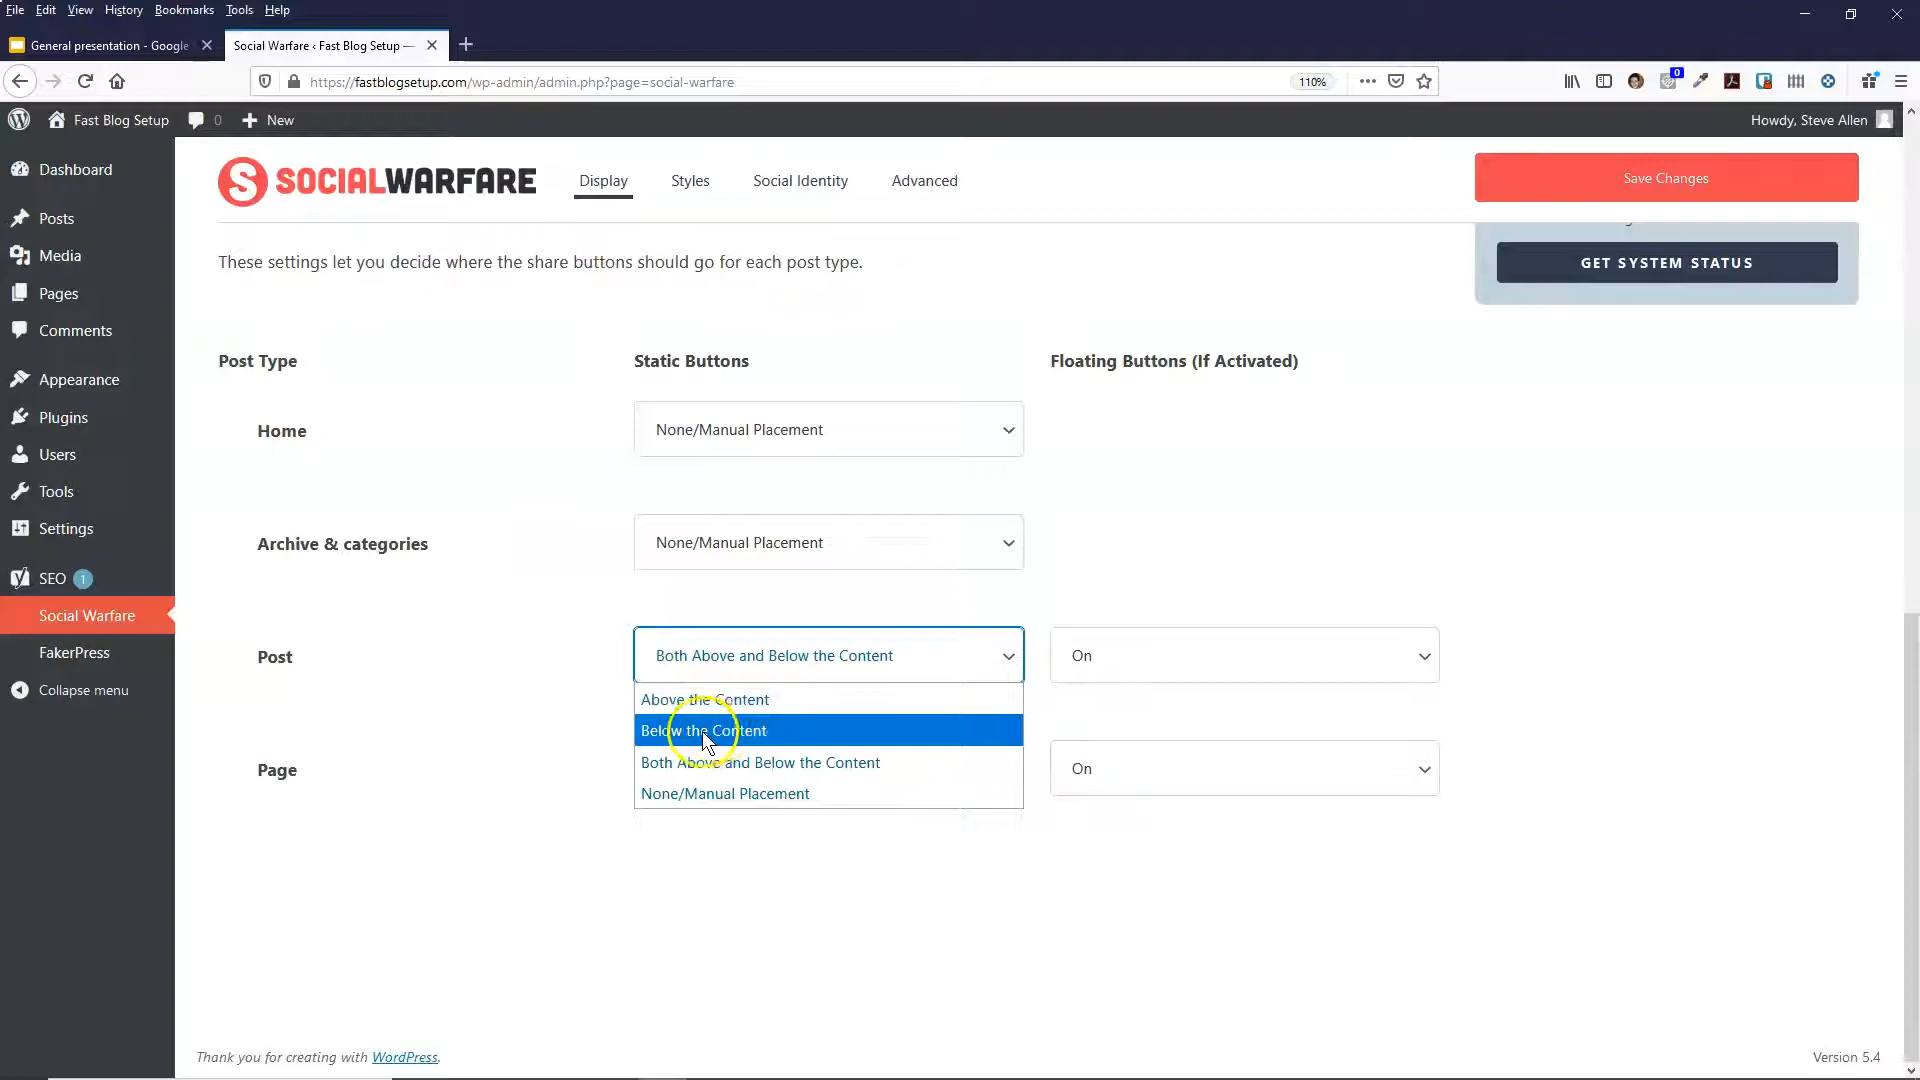 File Edit View History Bookmarks Tools Help
General presentation - Google
Social Warfare ‹ Fast Blog Setup —
https://fastblogsetup.com/wp-admin/admin.php?page=social-warfare
110%
0
Fast Blog Setup
0
New
Howdy, Steve Allen
Dashboard
Posts
Media
Pages
Comments
Appearance
Plugins
Users
Tools
Settings
SEO 1
Social Warfare
FakerPress
Collapse menu
S SOCIALWARFARE
Display
Styles
Social Identity
Advanced
Save Changes
GET SYSTEM STATUS
These settings let you decide where the share buttons should go for each post type.
Post Type
Static Buttons
Floating Buttons (If Activated)
Home
None/Manual Placement
Archive & categories
None/Manual Placement
Post
Both Above and Below the Content
On
Above the Content
Below the Content
Both Above and Below the Content
None/Manual Placement
Page
On
Thank you for creating with WordPress.
Version 5.4